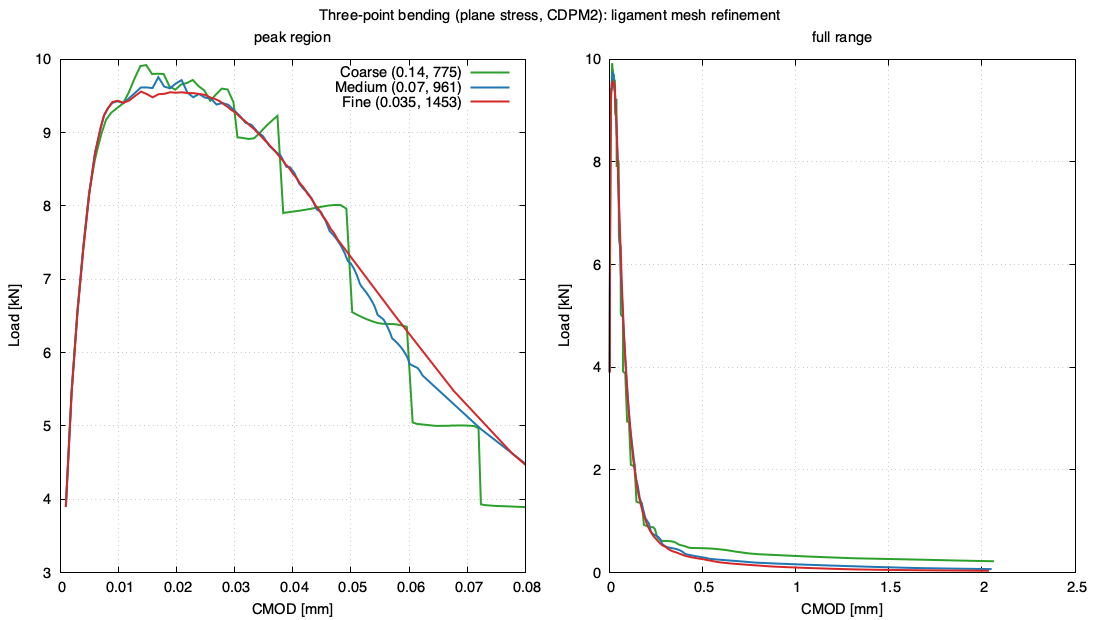 Three-point bending (plane stress, CDPM2): ligament mesh refinement
peak region
10
9
8
7
6
5
4
3
Load [kN]
Coarse (0.14, 775)
Medium (0.07, 961)
Fine (0.035, 1453)
0 0.01 0.02 0.03 0.04 0.05 0.06 0.07 0.08
CMOD [mm]
full range
10
8
6
4
2
0
Load [kN]
0 0.5 1 1.5 2 2.5
CMOD [mm]